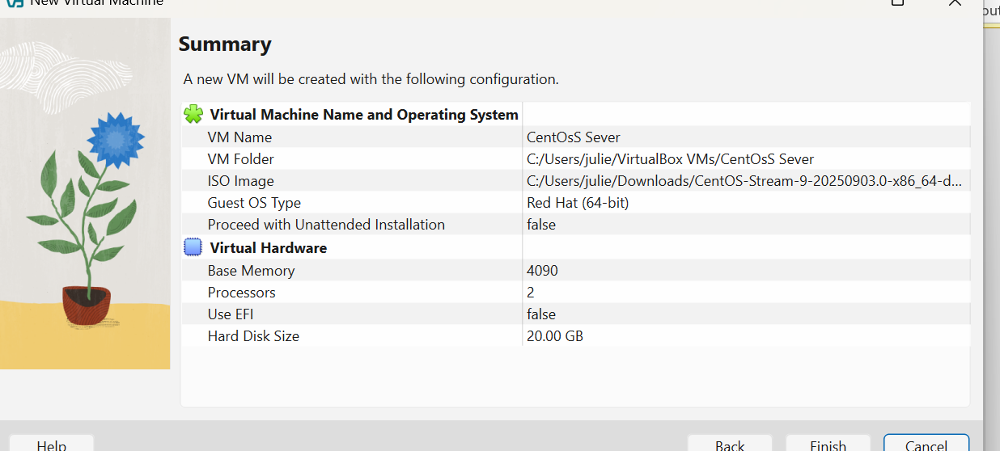 New Virtual Machine
Summary
A new VM will be created with the following configuration.
Virtual Machine Name and Operating System
VM Name CentOsS Sever
VM Folder C:/Users/julie/VirtualBox VMs/CentOsS Sever
ISO Image C:/Users/julie/Downloads/CentOS-Stream-9-20250903.0-x86_64-d...
Guest OS Type Red Hat (64-bit)
Proceed with Unattended Installation false
Virtual Hardware
Base Memory 4090
Processors 2
Use EFI false
Hard Disk Size 20.00 GB
Help Back Finish Cancel